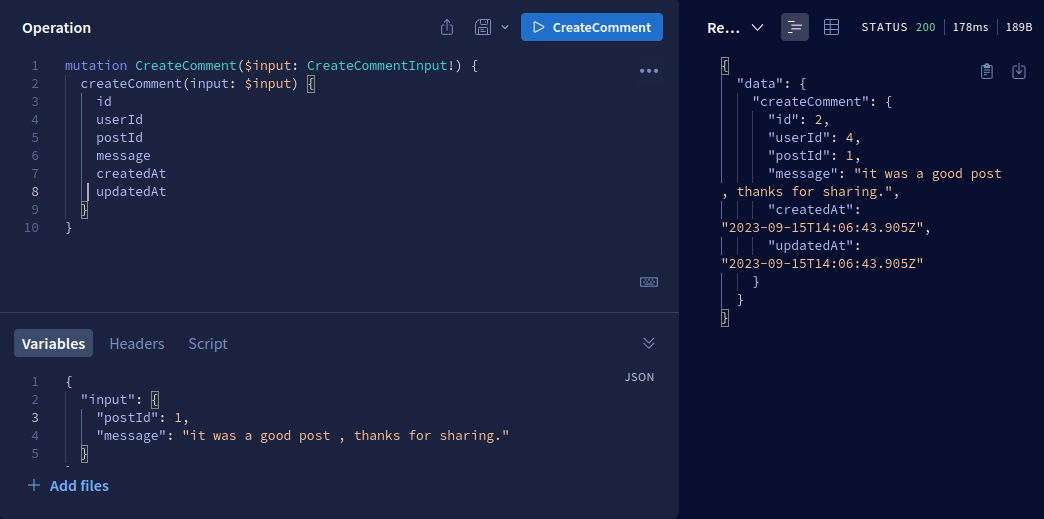 Operation
CreateComment
1 mutation CreateComment($input: CreateCommentInput!) {
2 createComment(input: $input) {
3 id
4 userId
5 postId
6 message
7 createdAt
8 updatedAt
9 }
10 }
Variables Headers Script
JSON
1 {
2 "input": {
3 "postId": 1,
4 "message": "it was a good post , thanks for sharing."
5 }
Add files
Re... STATUS 200 178ms 189B
{
"data": {
"createComment": {
"id": 2,
"userId": 4,
"postId": 1,
"message": "it was a good post
, thanks for sharing.",
"createdAt":
"2023-09-15T14:06:43.905Z",
"updatedAt":
"2023-09-15T14:06:43.905Z"
}
}
}